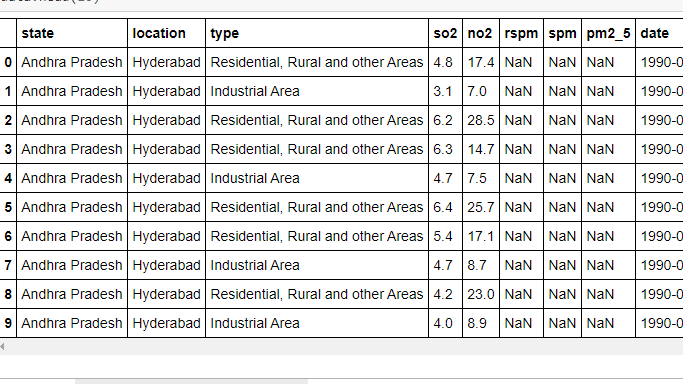 state location type so2 no2 rspm spm pm2_5 date
0 Andhra Pradesh Hyderabad Residential, Rural and other Areas 4.8 17.4 NaN NaN NaN 1990-0
1 Andhra Pradesh Hyderabad Industrial Area 3.1 7.0 NaN NaN NaN 1990-0
2 Andhra Pradesh Hyderabad Residential, Rural and other Areas 6.2 28.5 NaN NaN NaN 1990-0
3 Andhra Pradesh Hyderabad Residential, Rural and other Areas 6.3 14.7 NaN NaN NaN 1990-0
4 Andhra Pradesh Hyderabad Industrial Area 4.7 7.5 NaN NaN NaN 1990-0
5 Andhra Pradesh Hyderabad Residential, Rural and other Areas 6.4 25.7 NaN NaN NaN 1990-0
6 Andhra Pradesh Hyderabad Residential, Rural and other Areas 5.4 17.1 NaN NaN NaN 1990-0
7 Andhra Pradesh Hyderabad Industrial Area 4.7 8.7 NaN NaN NaN 1990-0
8 Andhra Pradesh Hyderabad Residential, Rural and other Areas 4.2 23.0 NaN NaN NaN 1990-0
9 Andhra Pradesh Hyderabad Industrial Area 4.0 8.9 NaN NaN NaN 1990-0